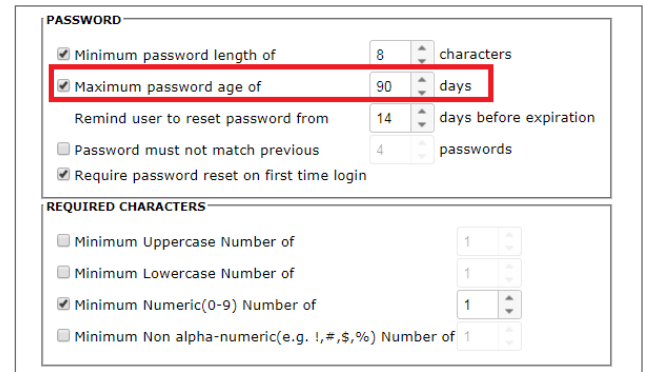 PASSWORD
Minimum password length of 8 characters
Maximum password age of 90 days
Remind user to reset password from 14 days before expiration
Password must not match previous 4 passwords
Require password reset on first time login
REQUIRED CHARACTERS
Minimum Uppercase Number of 1
Minimum Lowercase Number of 1
Minimum Numeric(0-9) Number of 1
Minimum Non alpha-numeric(e.g. !,#,$,%) Number of 1